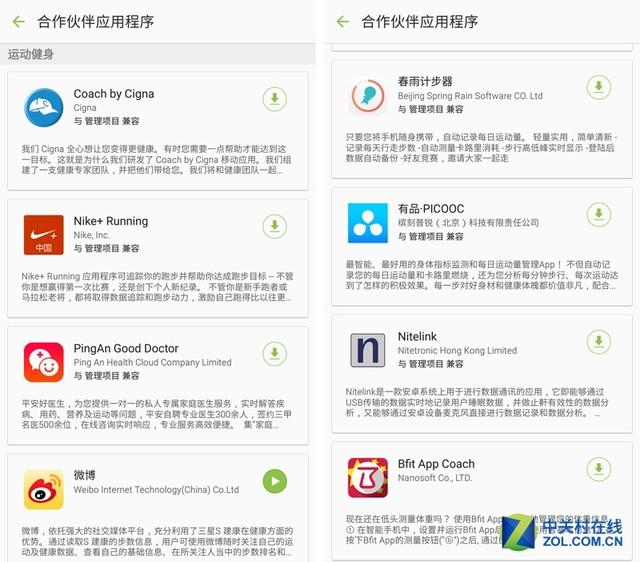 合作伙伴应用程序
运动健身
Coach by Cigna
Cigna
与 管理项目 兼容
我们 Cigna 全心想让您变得更健康。有时您需要一点帮助才能达到这
一目标。这就是为什么我们研发了 Coach by Cigna 移动应用。我们组
建了一支健康专家团队，并把他们带给您。我们将和健康团队一起…
Nike+ Running
Nike, Inc.
与 管理项目 兼容
中国
Nike+ Running 应用程序可追踪你的跑步并帮助你达成跑步目标 -- 不管
你是想赢得第一次比赛，还是创下个人新纪录。 不管你是新手跑者或
马拉松老将，都将取得数据追踪和跑步动力，激励自己跑得比以往更…
PingAn Good Doctor
Ping An Health Cloud Company Limited
与 管理项目 兼容
平安好医生，为您提供一对一的私人专属家庭医生服务，实时解答疾
病、用药、营养及运动等问题，平安自聘专业医生300余人，签约三甲
名医500余位，在线咨询实时响应，专业服务高效便捷。 集"家庭…
微博
Weibo Internet Technology(China) Co.Ltd
微博，依托强大的社交媒体平台，充分利用了三星S 建康在健康方面的
优势。通过读取S 建康的步数信息，用户可使用微博随时关注自己的运
动及健康数据、查看自己的基础信息、在所关注人当中的步数排名和…
合作伙伴应用程序
春雨计步器
Beijing Spring Rain Software CO. Ltd
与 管理项目 兼容
只要您将手机随身携带，自动记录每日运动量。 轻量实用，简单清新 -
记录每天行走步数 -自动测量卡路里消耗 -步行高低峰实时显示 -登陆后
数据自动备份 -好友竞赛，邀请大家一起走
有品·PICOOC
缤刻普锐（北京）科技有限责任公司
与 管理项目 兼容
最智能、最好用的身体指标监测和每日运动量管理App！ 不但自动记
录您的每日运动量和卡路里燃烧，还为您分析每分钟步行、每次运动达
到了怎样的积极效果。每一步对好身材和健康体魄都价值非凡，配合…
Nitelink
Nitetronic Hong Kong Limited
与 管理项目 兼容
n
Nitelink是一款安卓系统上用于进行数据通讯的应用，它即能够通过
USB传输的数据实时地记录用户睡眠数据，并做出鼾有效性的数据分
析，又能够通过安卓设备麦克风直接进行数据记录和数据分析。 …
Bfit App Coach
Nanosoft Co., LTD.
现在还在低头测量体重吗？ 使用Bfit App
① 在智能手机中，设置并运行Bfit App后
按下Bfit App的测量按钮("ⓑ")之后，通过
中关村在线
ZOL.COM.CN